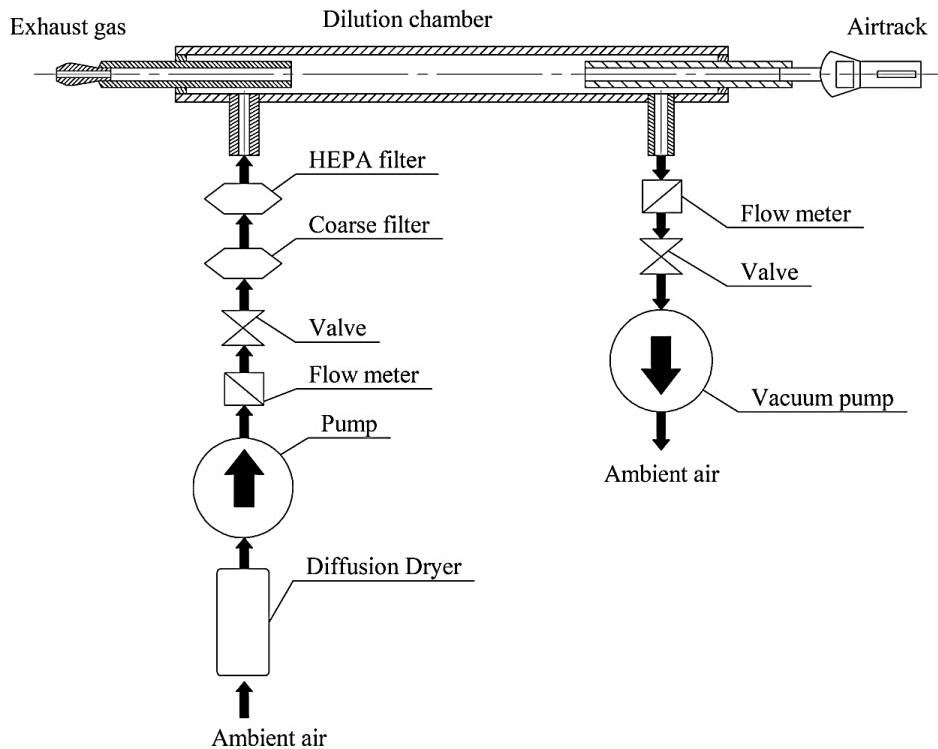 Exhaust gas
Dilution chamber
Airtrack
HEPA filter
Coarse filter
Valve
Flow meter
Pump
Diffusion Dryer
Ambient air
Flow meter
Valve
Vacuum pump
Ambient air